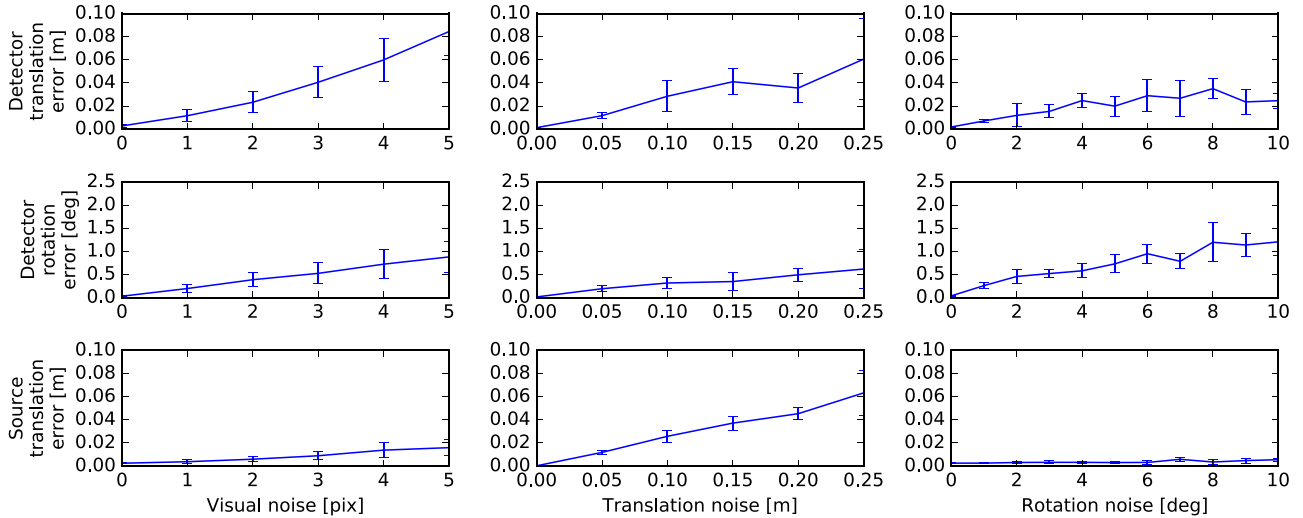 Detector
translation
error [m]
0.10
0.08
0.06
0.04
0.02
0.00
0 1 2 3 4 5
0.10
0.08
0.06
0.04
0.02
0.00
0.00 0.05 0.10 0.15 0.20 0.25
0.10
0.08
0.06
0.04
0.02
0.00
0 2 4 6 8 10
Detector
rotation
error [deg]
2.5
2.0
1.5
1.0
0.5
0.0
0 1 2 3 4 5
2.5
2.0
1.5
1.0
0.5
0.0
0.00 0.05 0.10 0.15 0.20 0.25
2.5
2.0
1.5
1.0
0.5
0.0
0 2 4 6 8 10
Source
translation
error [m]
0.10
0.08
0.06
0.04
0.02
0.00
0 1 2 3 4 5
Visual noise [pix]
0.10
0.08
0.06
0.04
0.02
0.00
0.00 0.05 0.10 0.15 0.20 0.25
Translation noise [m]
0.10
0.08
0.06
0.04
0.02
0.00
0 2 4 6 8 10
Rotation noise [deg]